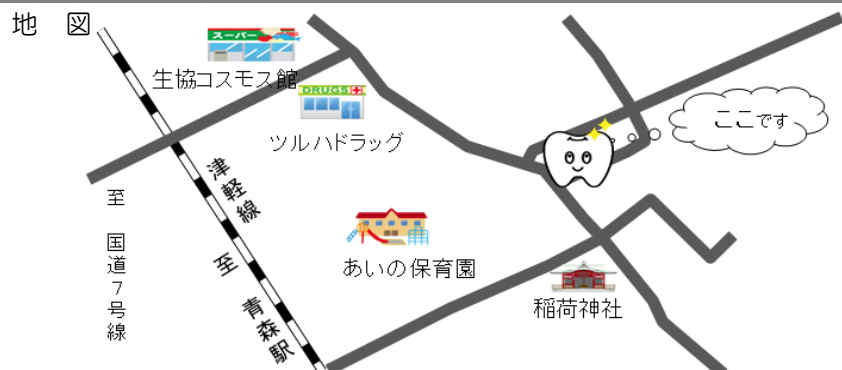 地 図
スーパー
生協コスモス館
DRUGS+
ツルハドラッグ
ここです
津軽線
至 青森駅
至 国道7号線
あいの保育園
稲荷神社